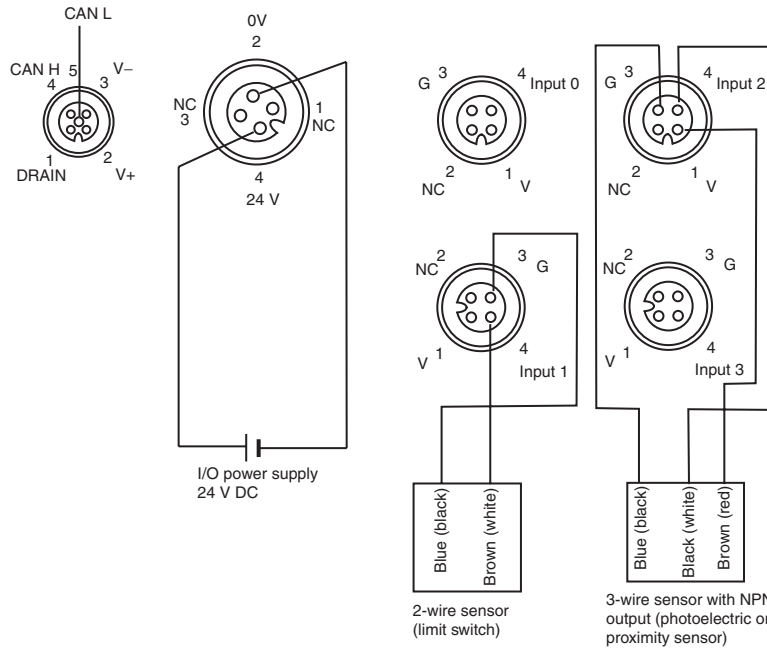 CAN L
CAN H 5 V–
4 3
1 2
DRAIN V+
0V
2
NC
3
1
NC
4
24 V
I/O power supply
24 V DC
G 3 4 Input 0
2 1
NC V
NC 2 3 G
V 1 4
Input 1
Blue (black)
Brown (white)
2-wire sensor
(limit switch)
G 3 4 Input 2
2 1
NC V
NC 2 3 G
V 1 4
Input 3
Blue (black)
Black (white)
Brown (red)
3-wire sensor with NPN
output (photoelectric or
proximity sensor)